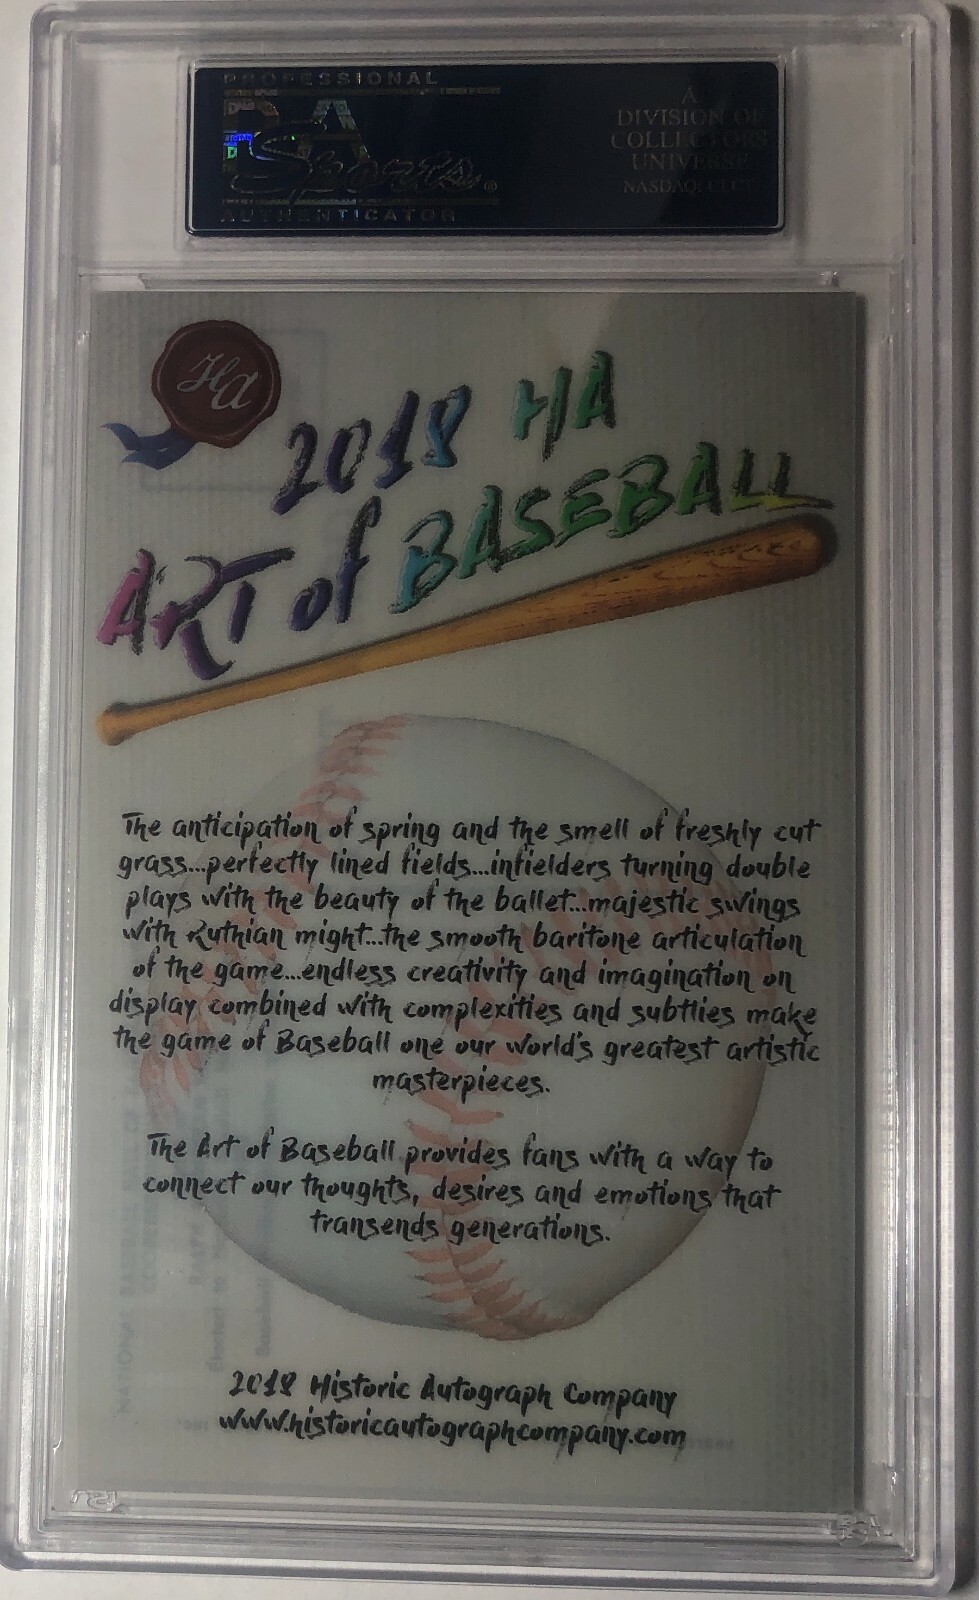 PROFESSIONAL
PSA
Sports®
AUTHENTICATOR
A
DIVISION OF
COLLECTORS
UNIVERSE
NASDAQ: CLCT
HA
2018 HA
ART of BASEBALL
The anticipation of spring and the smell of freshly cut
grass...perfectly lined fields...infielders turning double
plays with the beauty of the ballet...majestic swings
with Ruthian might...the smooth baritone articulation
of the game...endless creativity and imagination on
display combined with complexities and subtlies make
the game of Baseball one our world's greatest artistic
masterpieces.
The Art of Baseball provides fans with a way to
connect our thoughts, desires and emotions that
transends generations.
2018 Historic Autograph Company
www.historicautographcompany.com
PSA